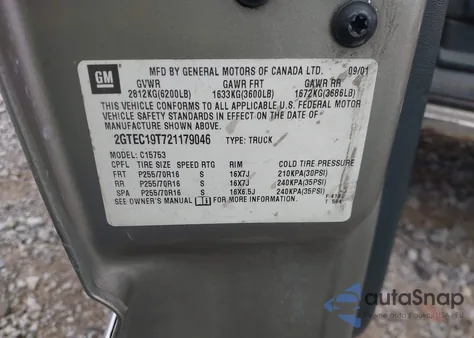 GM
MFD BY GENERAL MOTORS OF CANADA LTD. 09/01
GVWR GAWR FRT GAWR RR
2812KG(6200LB) 1633KG(3600LB) 1672KG(3686LB)
THIS VEHICLE CONFORMS TO ALL APPLICABLE U.S. FEDERAL MOTOR
VEHICLE SAFETY STANDARDS IN EFFECT ON THE DATE OF
MANUFACTURE SHOWN ABOVE.
2GTEC19T721179046 TYPE: TRUCK
MODEL: C15753
CPFL TIRE SIZE SPEED RTG RIM COLD TIRE PRESSURE
FRT P255/70R16 S 16X7J 210KPA(30PSI)
RR P255/70R16 S 16X7J 240KPA(35PSI)
SPA P255/70R16 S 16X6.5J 240KPA(35PSI)
SEE OWNER'S MANUAL FOR MORE INFORMATION.
autoSnap